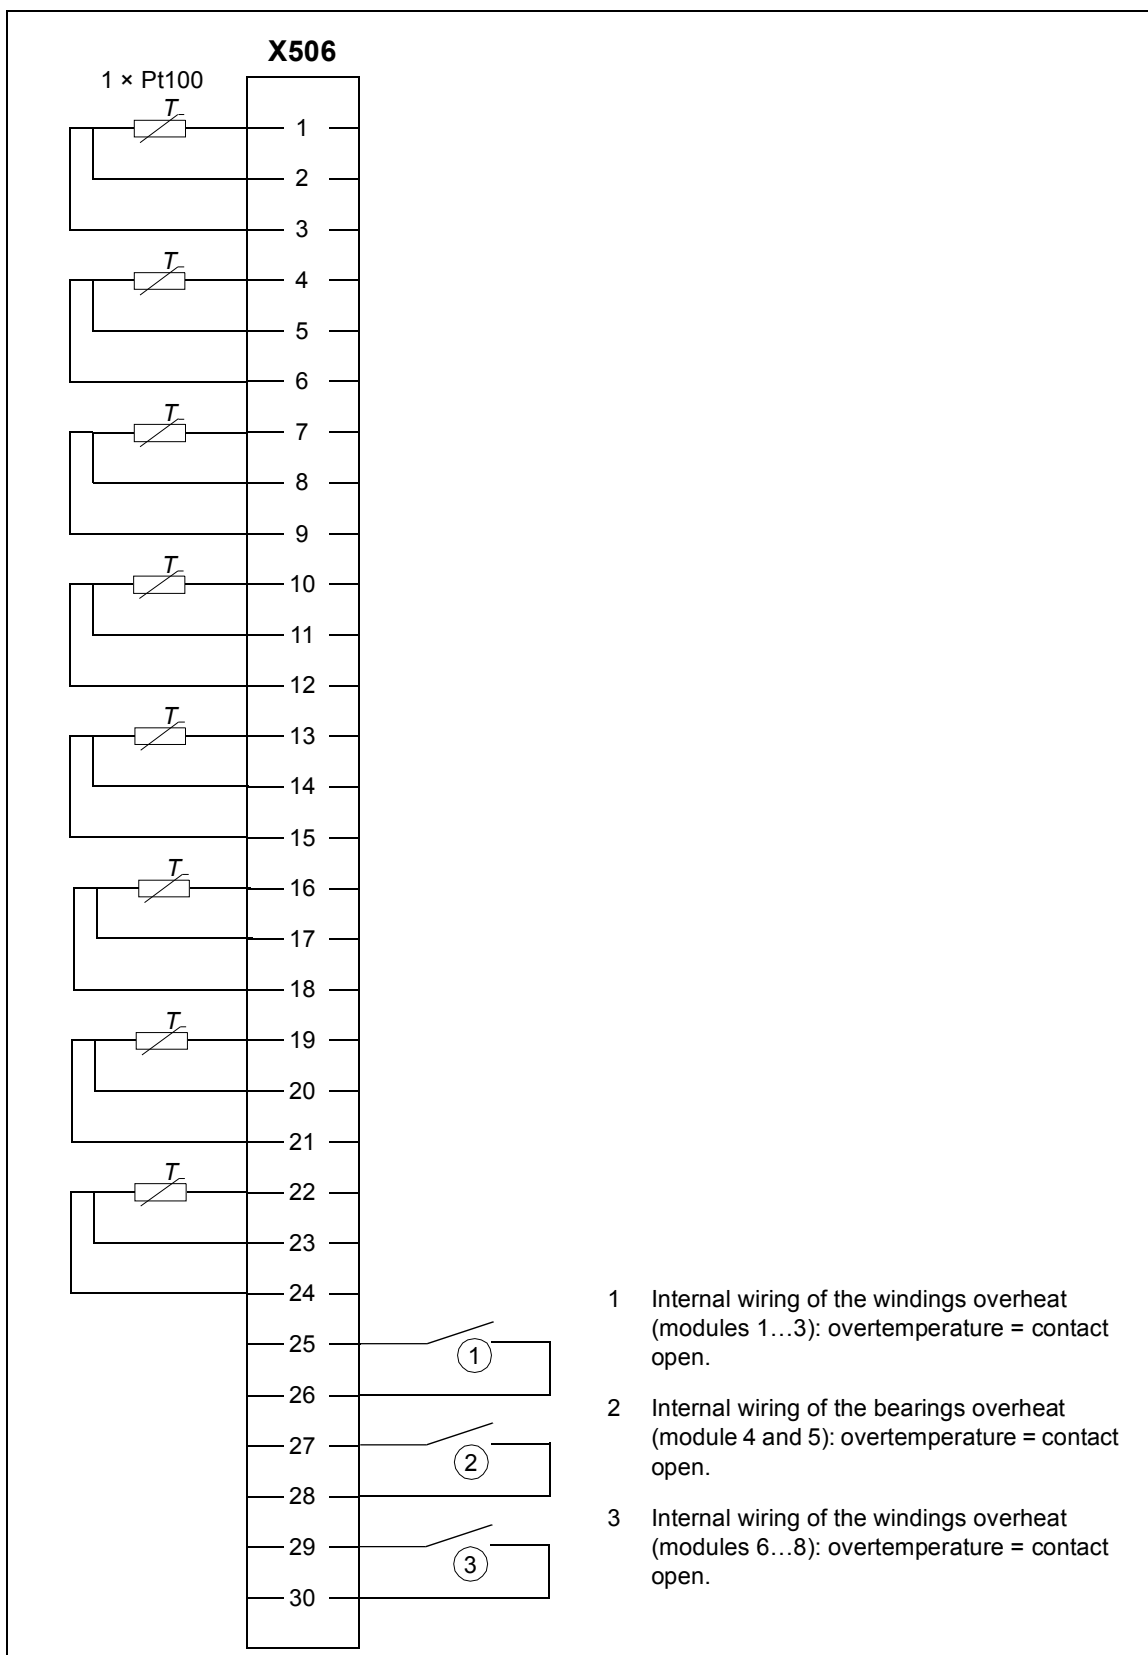 X506
1 × Pt100
T
1
2
3
T
4
5
6
T
7
8
9
T
10
11
12
T
13
14
15
T
16
17
18
T
19
20
21
T
22
23
24
25
1
26
27
2
28
29
3
30
1 Internal wiring of the windings overheat
(modules 1…3): overtemperature = contact
open.
2 Internal wiring of the bearings overheat
(module 4 and 5): overtemperature = contact
open.
3 Internal wiring of the windings overheat
(modules 6…8): overtemperature = contact
open.